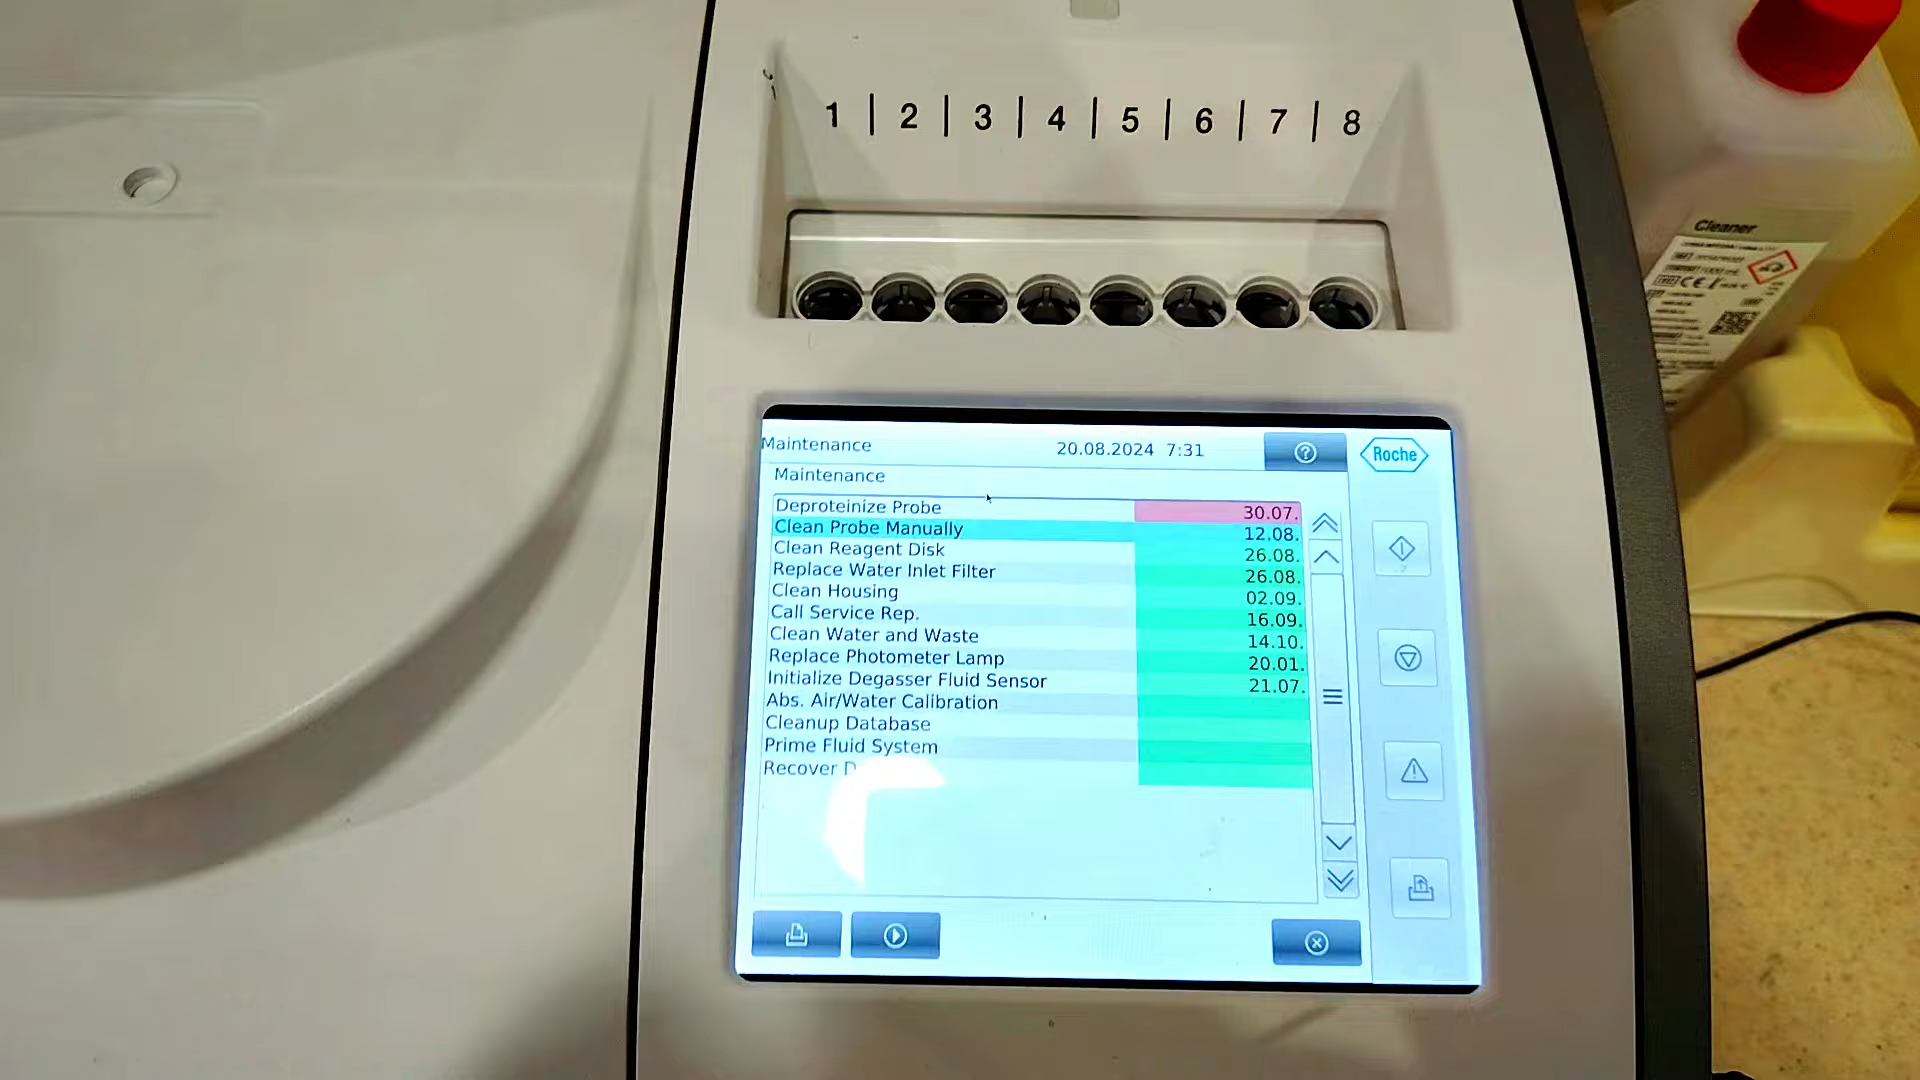 1 | 2 | 3 | 4 | 5 | 6 | 7 | 8
Cleaner
Maintenance 20.08.2024 7:31
Roche
Maintenance
Deproteinize Probe 30.07.
Clean Probe Manually 12.08.
Clean Reagent Disk 26.08.
Replace Water Inlet Filter 26.08.
Clean Housing 02.09.
Call Service Rep. 16.09.
Clean Water and Waste 14.10.
Replace Photometer Lamp 20.01.
Initialize Degasser Fluid Sensor 21.07.
Abs. Air/Water Calibration
Cleanup Database
Prime Fluid System
Recover